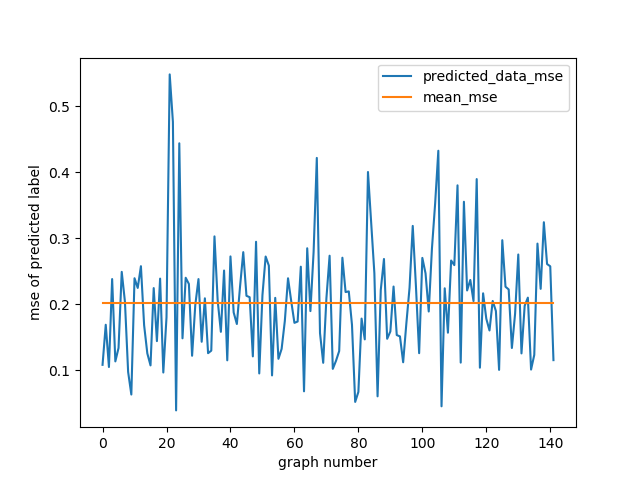 predicted_data_mse
mean_mse
0.5
0.4
0.3
0.2
0.1
mse of predicted label
0 20 40 60 80 100 120 140
graph number